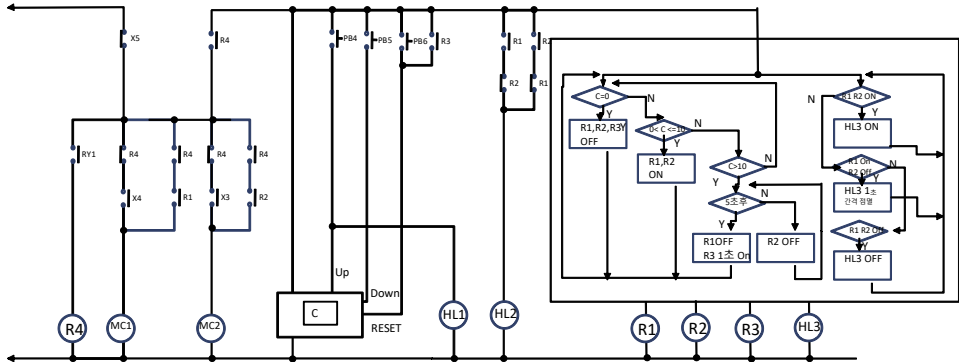 X5
R4
PB4
PB5
PB6
R3
R1
R2
R1
RY1
R4
X4
R4
R1
R4
X3
R4
R2
Up
Down
RESET
C
R4
MC1
MC2
HL1
HL2
R1
R2
R3
HL3
C=0
N
Y
R1,R2,R3
OFF
0< C <=10
N
Y
R1,R2
ON
C>10
N
Y
5초후
N
Y
R1OFF
R3 1초 On
R2 OFF
R1 R2 ON
N
Y
HL3 ON
R1 On
R2 Off
N
Y
HL3 1초
간격 점멸
R1 R2 Off
Y
HL3 OFF